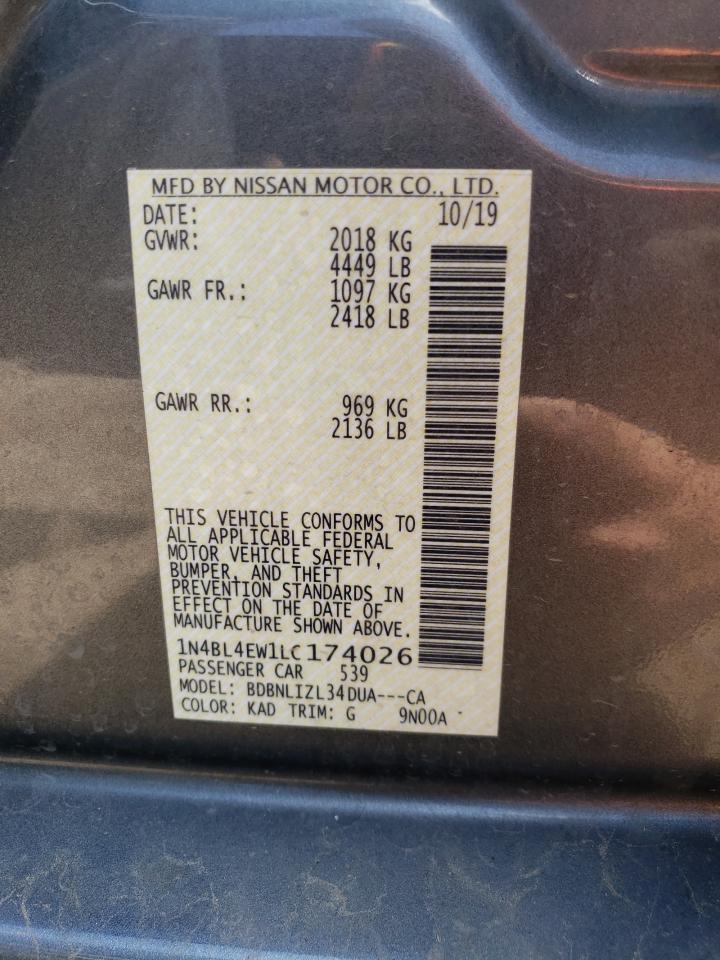 MFD BY NISSAN MOTOR CO., LTD.
DATE: 10/19
GVWR: 2018 KG
4449 LB
GAWR FR.: 1097 KG
2418 LB
GAWR RR.: 969 KG
2136 LB
THIS VEHICLE CONFORMS TO
ALL APPLICABLE FEDERAL
MOTOR VEHICLE SAFETY,
BUMPER, AND THEFT
PREVENTION STANDARDS IN
EFFECT ON THE DATE OF
MANUFACTURE SHOWN ABOVE.
1N4BL4EW1LC174026
PASSENGER CAR 539
MODEL: BDBNLIZL34DUA---CA
COLOR: KAD TRIM: G 9N00A